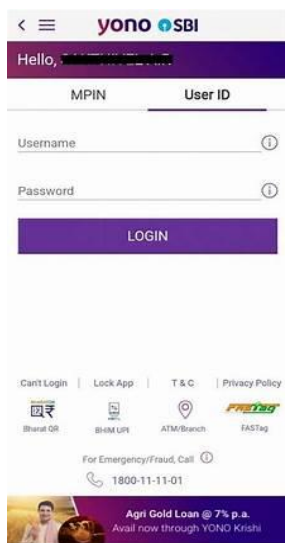 yono SBI
Hello,
MPIN User ID
Username
Password
LOGIN
Can't Login | Lock App | T & C | Privacy Policy
FASTag
Bharat QR BHIM UPI ATM/Branch FASTag
For Emergency/Fraud, Call
1800-11-11-01
Agri Gold Loan @ 7% p.a.
Avail now through YONO Krishi